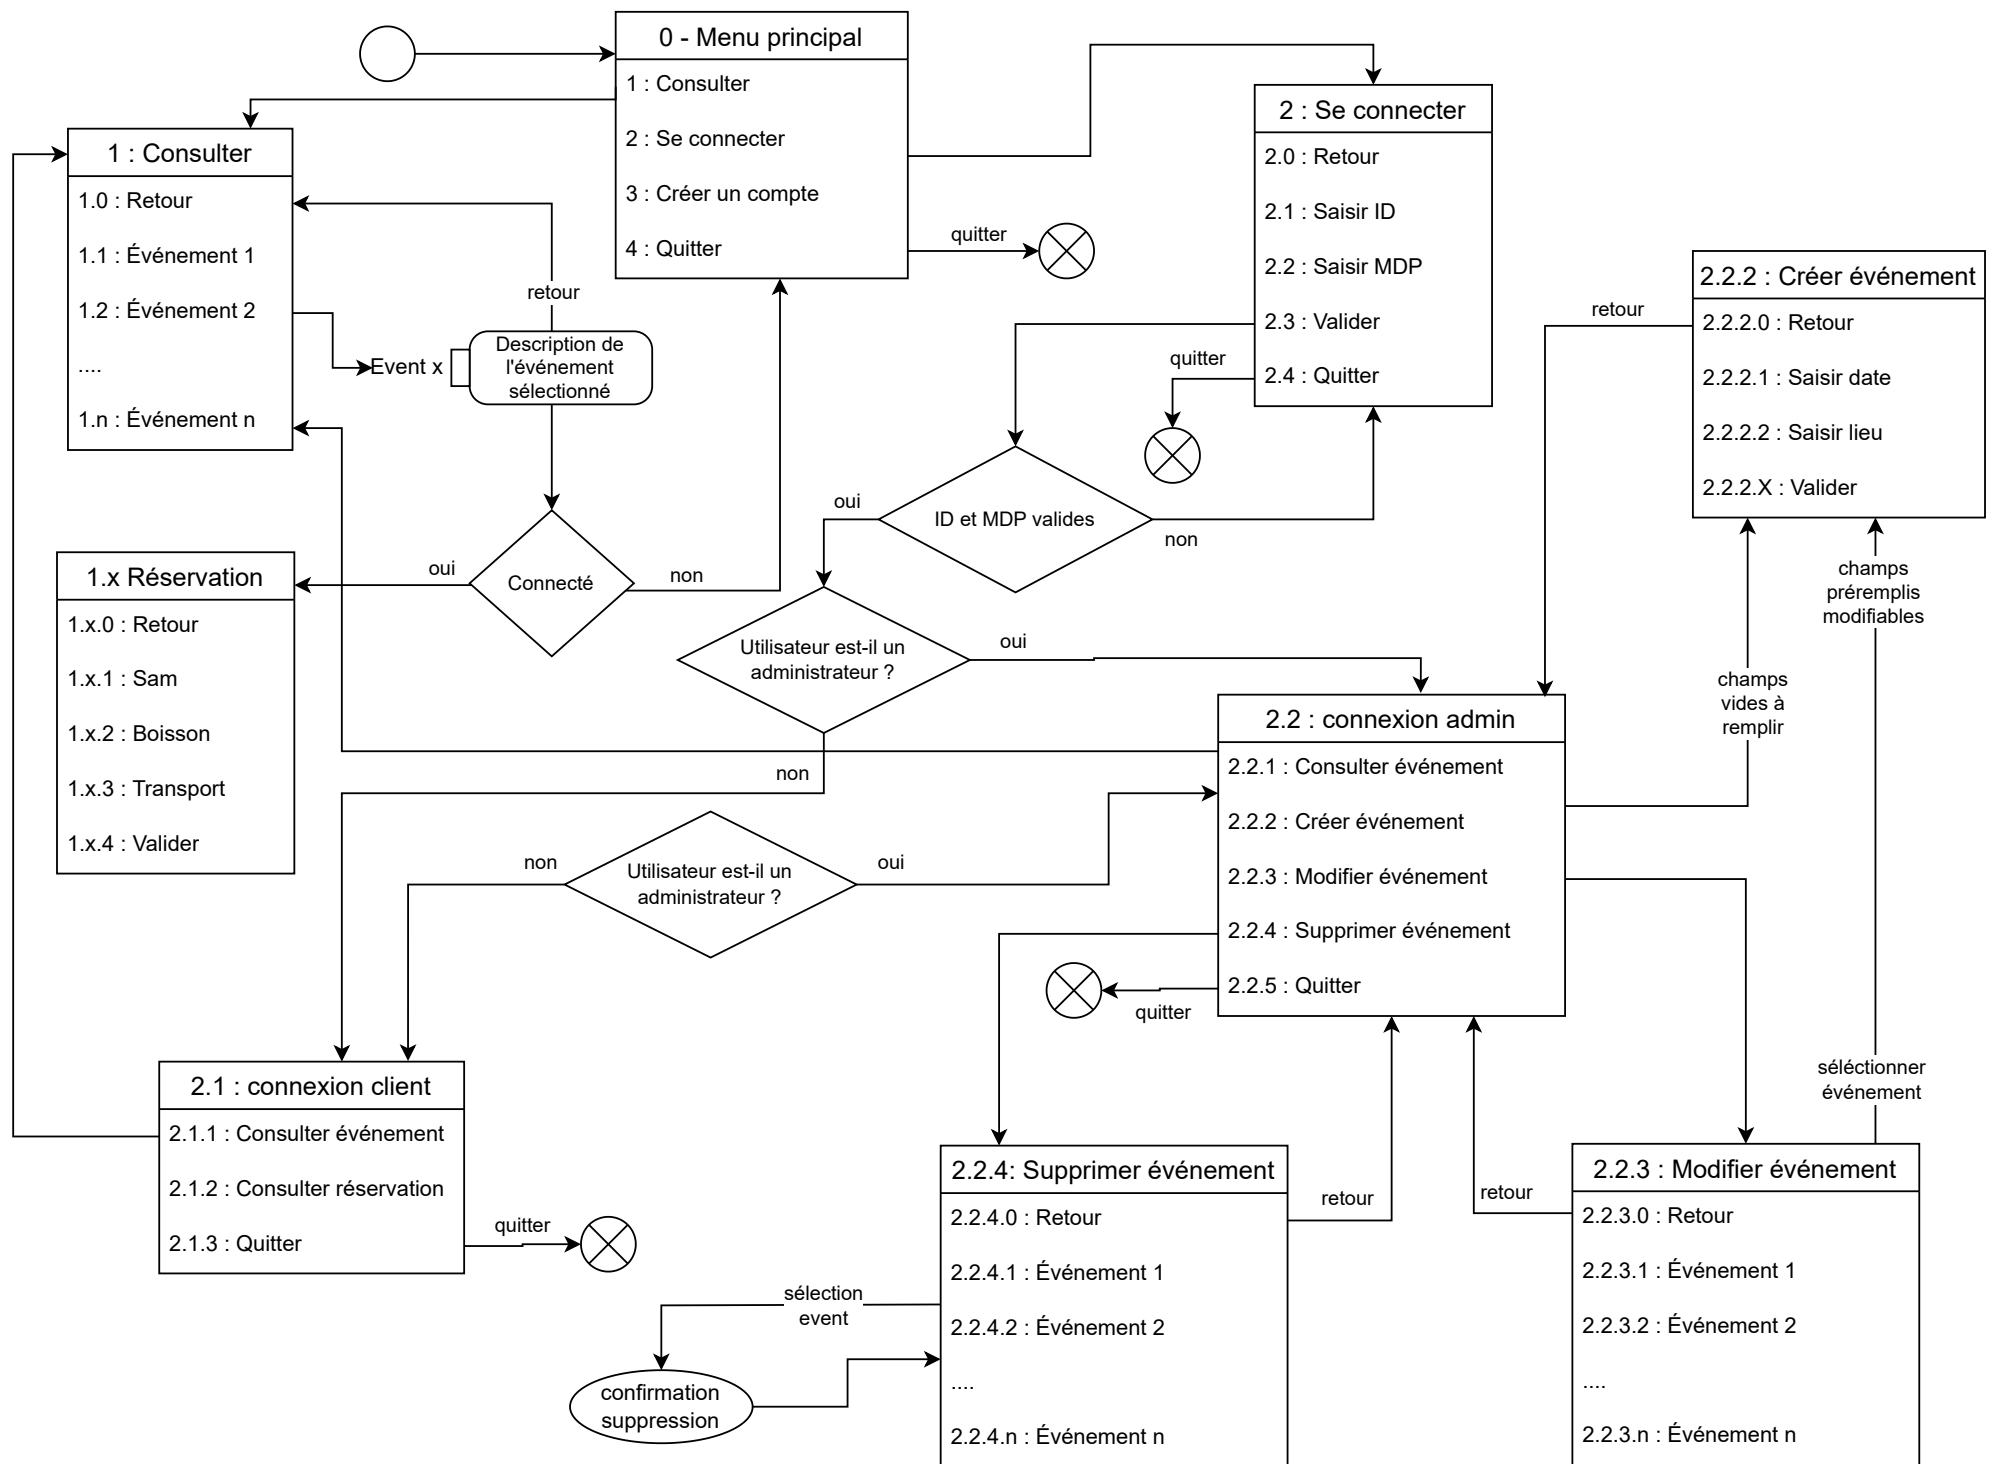 0 - Menu principal
1 : Consulter
2 : Se connecter
3 : Créer un compte
4 : Quitter
quitter
1 : Consulter
1.0 : Retour
1.1 : Événement 1
1.2 : Événement 2
....
1.n : Événement n
retour
Event x
Description de
l'événement
sélectionné
Connecté
oui
non
1.x Réservation
1.x.0 : Retour
1.x.1 : Sam
1.x.2 : Boisson
1.x.3 : Transport
1.x.4 : Valider
2 : Se connecter
2.0 : Retour
2.1 : Saisir ID
2.2 : Saisir MDP
2.3 : Valider
2.4 : Quitter
quitter
ID et MDP valides
oui
non
Utilisateur est-il un
administrateur ?
oui
non
2.2.2 : Créer événement
2.2.2.0 : Retour
2.2.2.1 : Saisir date
2.2.2.2 : Saisir lieu
2.2.2.X : Valider
retour
champs
préremplis
modifiables
champs
vides à
remplir
2.2 : connexion admin
2.2.1 : Consulter événement
2.2.2 : Créer événement
2.2.3 : Modifier événement
2.2.4 : Supprimer événement
2.2.5 : Quitter
quitter
Utilisateur est-il un
administrateur ?
non
oui
2.1 : connexion client
2.1.1 : Consulter événement
2.1.2 : Consulter réservation
2.1.3 : Quitter
quitter
2.2.4: Supprimer événement
2.2.4.0 : Retour
2.2.4.1 : Événement 1
2.2.4.2 : Événement 2
....
2.2.4.n : Événement n
retour
sélection
event
confirmation
suppression
séléctionner
événement
2.2.3 : Modifier événement
2.2.3.0 : Retour
2.2.3.1 : Événement 1
2.2.3.2 : Événement 2
....
2.2.3.n : Événement n
retour